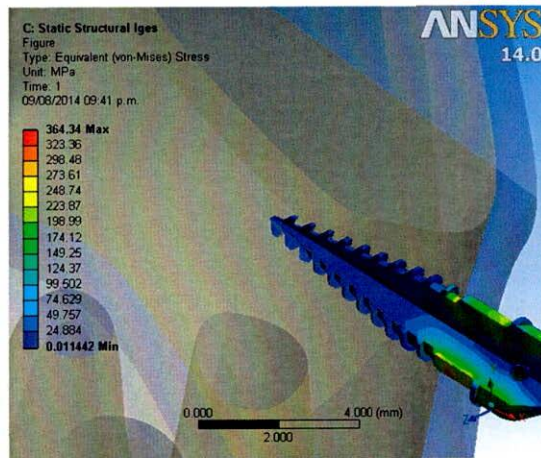 C: Static Structural Iges
Figure
Type: Equivalent (von-Mises) Stress
Unit: MPa
Time: 1
09/08/2014 09:41 p.m.
ANSYS
14.0
364.34 Max
323.36
298.48
273.61
248.74
223.87
198.99
174.12
149.25
124.37
99.502
74.629
49.757
24.884
0.011442 Min
0.000
4.000 (mm)
2.000
Z